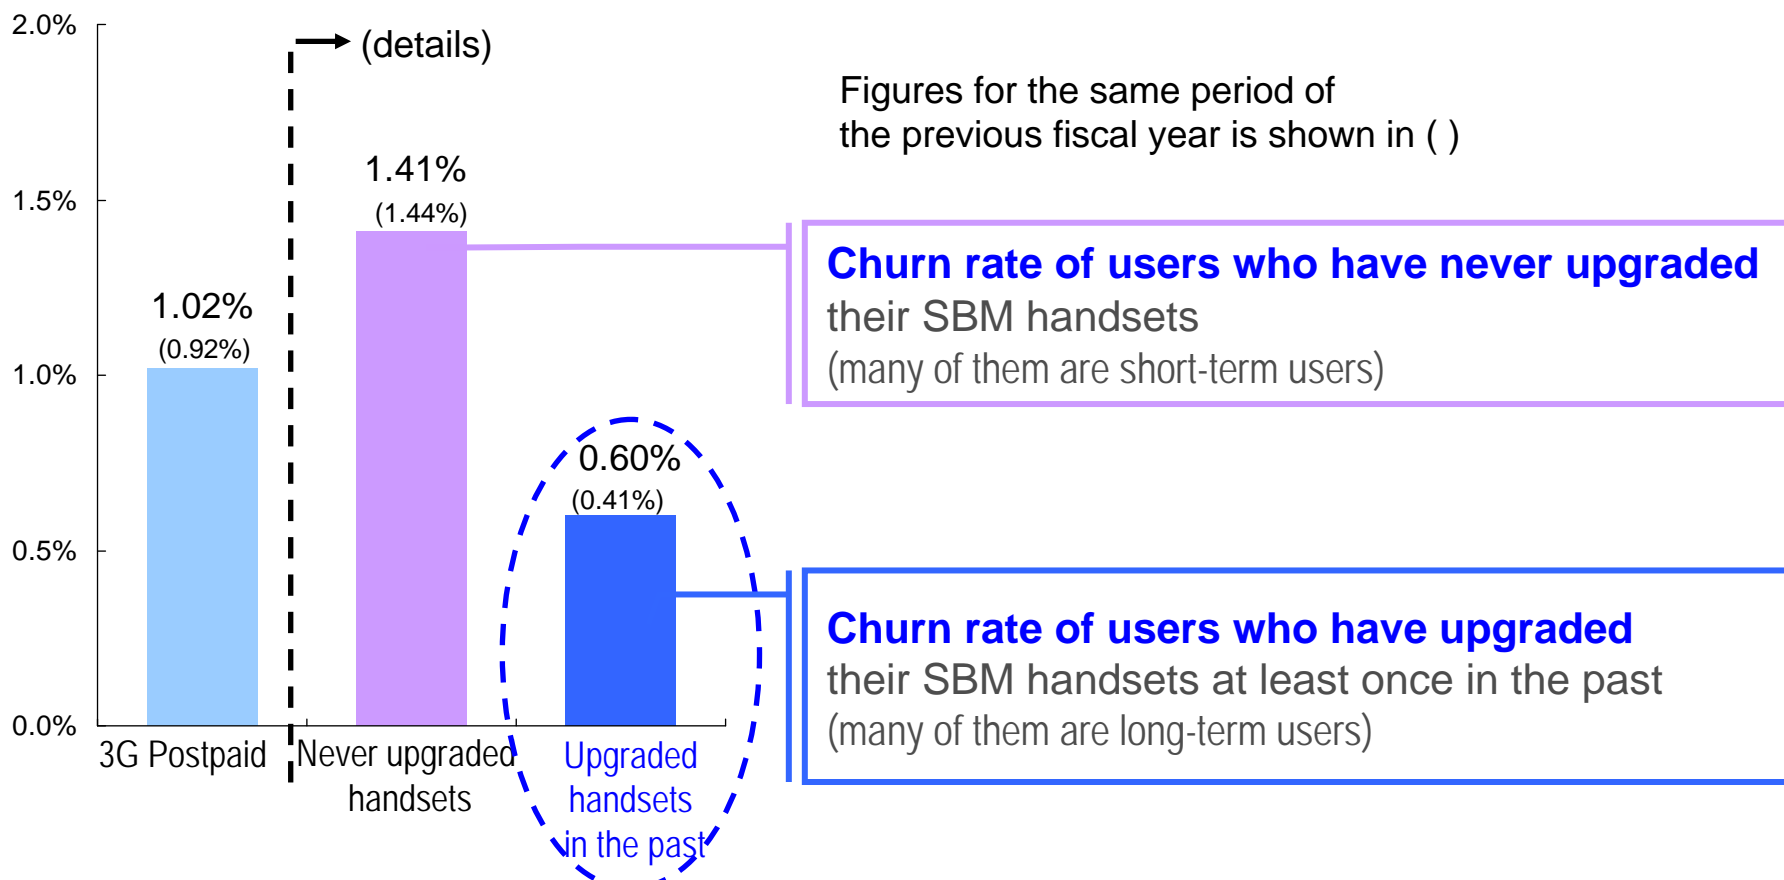 2.0%
1.5%
1.0%
0.5%
0.0%
(details)
Figures for the same period of
the previous fiscal year is shown in ( )
1.02%
(0.92%)
1.41%
(1.44%)
0.60%
(0.41%)
3G Postpaid
Never upgraded
handsets
Upgraded
handsets
in the past
Churn rate of users who have never upgraded
their SBM handsets
(many of them are short-term users)
Churn rate of users who have upgraded
their SBM handsets at least once in the past
(many of them are long-term users)